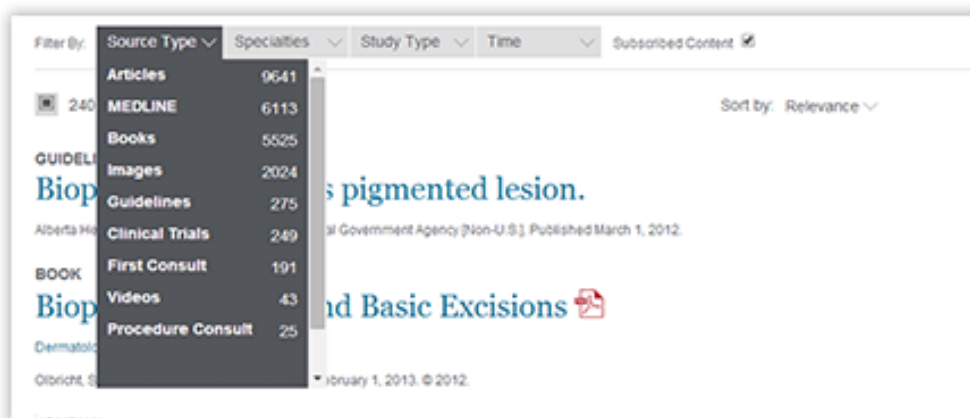 Filter By: Source Type Specialties Study Type Time Subscribed Content
Articles 9641
240
MEDLINE 6113
Sort by: Relevance
Books 5525
GUIDELI
Images 2024
Biop s pigmented lesion.
Guidelines 275
Alberta He al Government Agency [Non-U.S.]. Published March 1, 2012.
Clinical Trials 249
First Consult 191
BOOK
Videos 43
Biop nd Basic Excisions
Procedure Consult 25
Dermatolo
Olbricht, S bruary 1, 2013. © 2012.